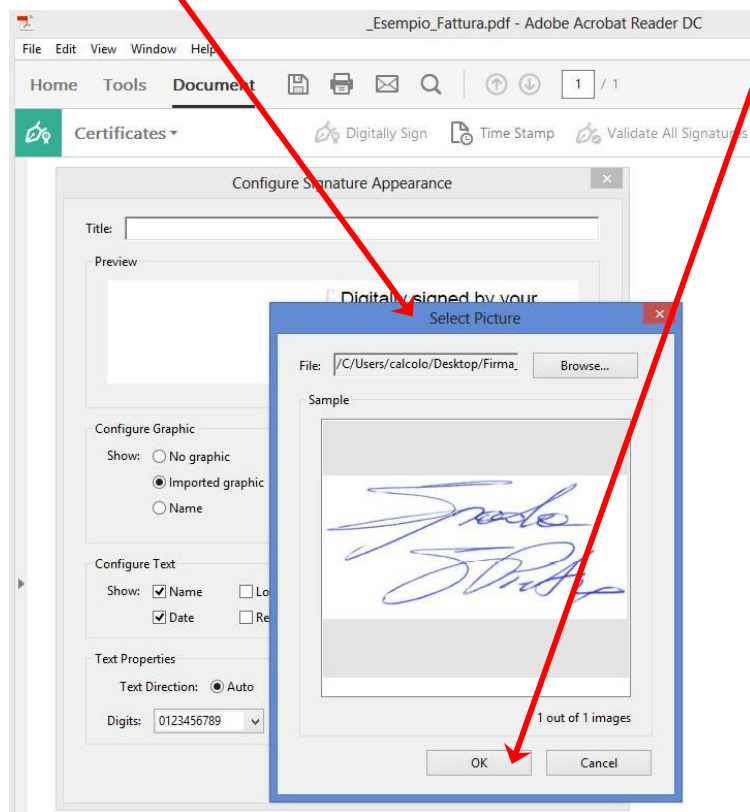 _Esempio_Fattura.pdf - Adobe Acrobat Reader DC
File Edit View Window Help
Home Tools Document 1 / 1
Certificates Digitally Sign Time Stamp Validate All Signatures
Configure Signature Appearance
Title:
Preview
Digitally signed by your
Select Picture
File: /C/Users/calcolo/Desktop/Firma_ Browse...
Sample
Configure Graphic
Show: No graphic
Imported graphic
Name
Configure Text
Show: Name Lo
Date Re
Text Properties
Text Direction: Auto
Digits: 0123456789
1 out of 1 images
OK Cancel